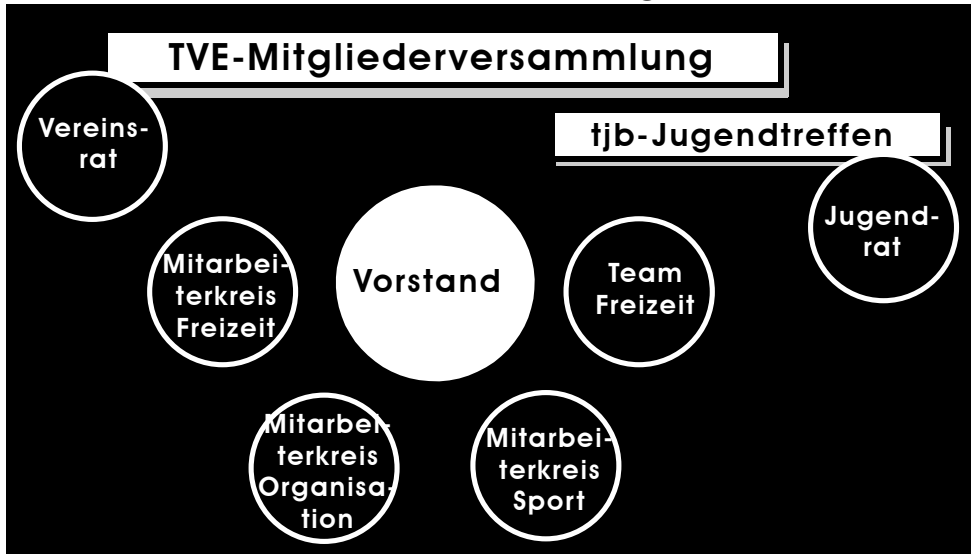 TVE-Mitgliederversammlung
Vereins-
rat
tjb-Jugendtreffen
Jugend-
rat
Mitarbei-
terkreis
Freizeit
Vorstand
Team
Freizeit
Mitarbei-
terkreis
Organisa-
tion
Mitarbei-
terkreis
Sport